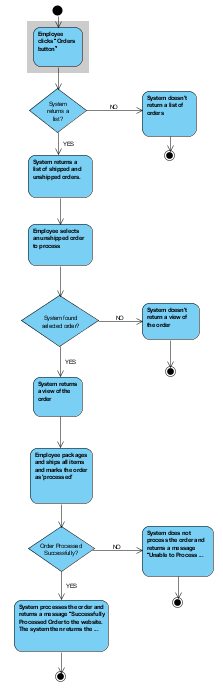 Employee
clicks "Orders
button"
System
returns a
list?
NO
System doesn't
return a list of
orders
YES
System returns a
list of shipped and
unshipped orders.
Employee selects
an unshipped order
to process
System found
selected order?
NO
System doesn't
return a view of
the order
YES
System returns
a view of the
order
Employee packages
and ships all items
and marks the order
as 'processed'
Order Processed
Successfully?
NO
System does not
process the order and
returns a message
"Unable to Process ...
YES
System processes the order and
returns a message "Successfully
Processed Order to the website.
The system then returns the ...